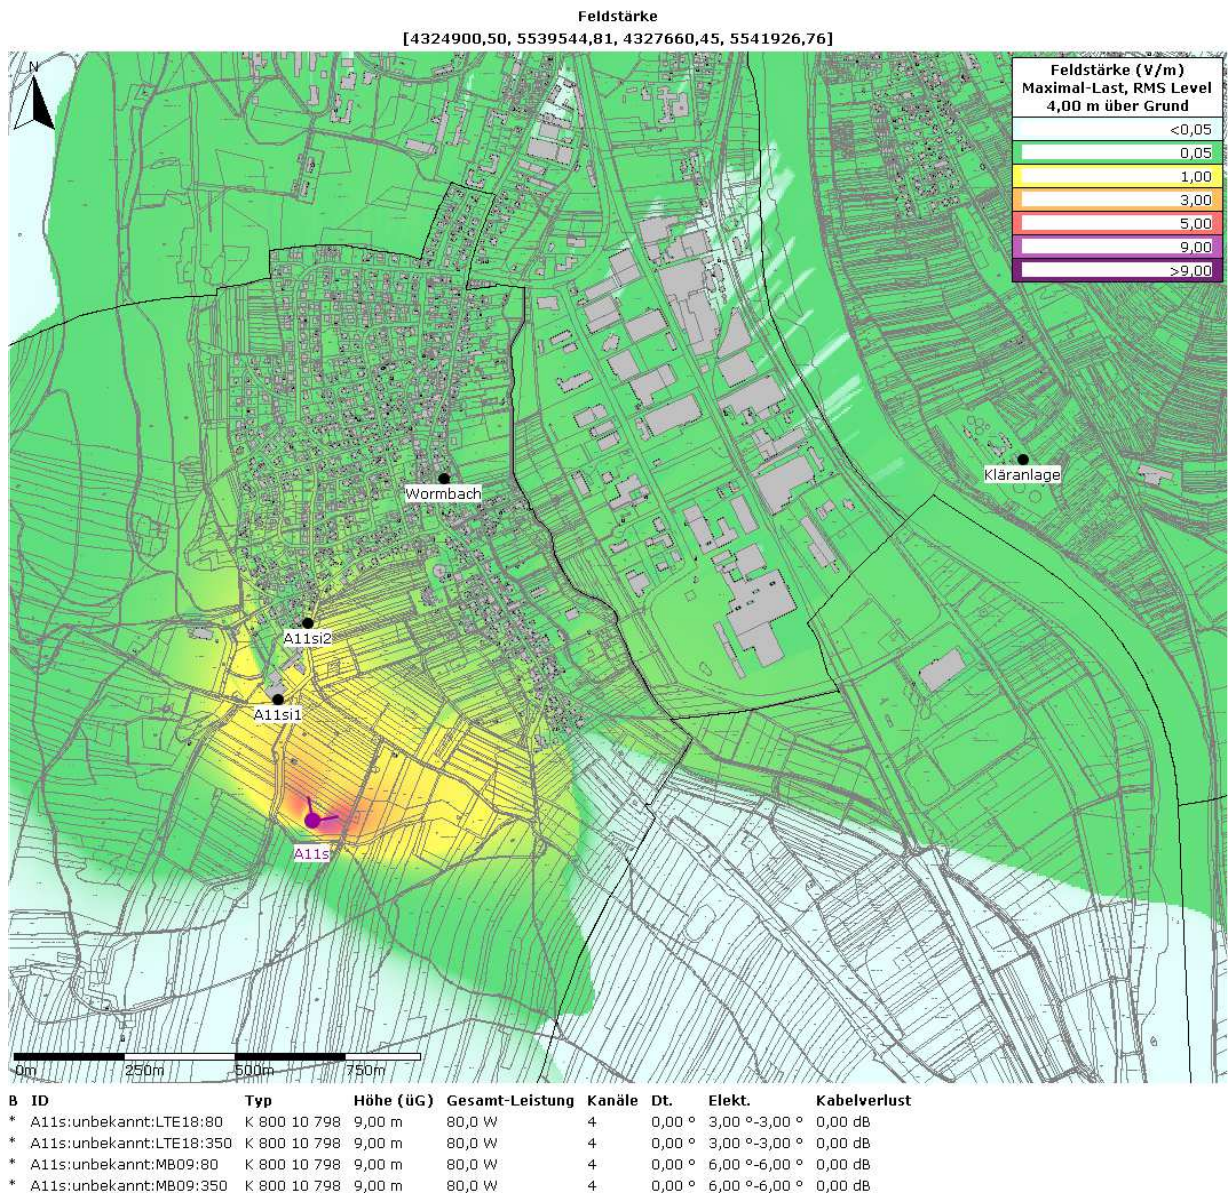 Feldstärke
[4324900,50, 5539544,81, 4327660,45, 5541926,76]
N
Feldstärke (V/m)
Maximal-Last, RMS Level
4,00 m über Grund
<0,05
0,05
1,00
3,00
5,00
9,00
>9,00
Kläranlage
Wormbach
A11si2
A11si1
A11s
0m 250m 500m 750m
B ID Typ Höhe (üG) Gesamt-Leistung Kanäle Dt. Elekt. Kabelverlust
* A11s:unbekannt:LTE18:80 K 800 10 798 9,00 m 80,0 W 4 0,00 ° 3,00 °-3,00 ° 0,00 dB
* A11s:unbekannt:LTE18:350 K 800 10 798 9,00 m 80,0 W 4 0,00 ° 3,00 °-3,00 ° 0,00 dB
* A11s:unbekannt:MB09:80 K 800 10 798 9,00 m 80,0 W 4 0,00 ° 6,00 °-6,00 ° 0,00 dB
* A11s:unbekannt:MB09:350 K 800 10 798 9,00 m 80,0 W 4 0,00 ° 6,00 °-6,00 ° 0,00 dB